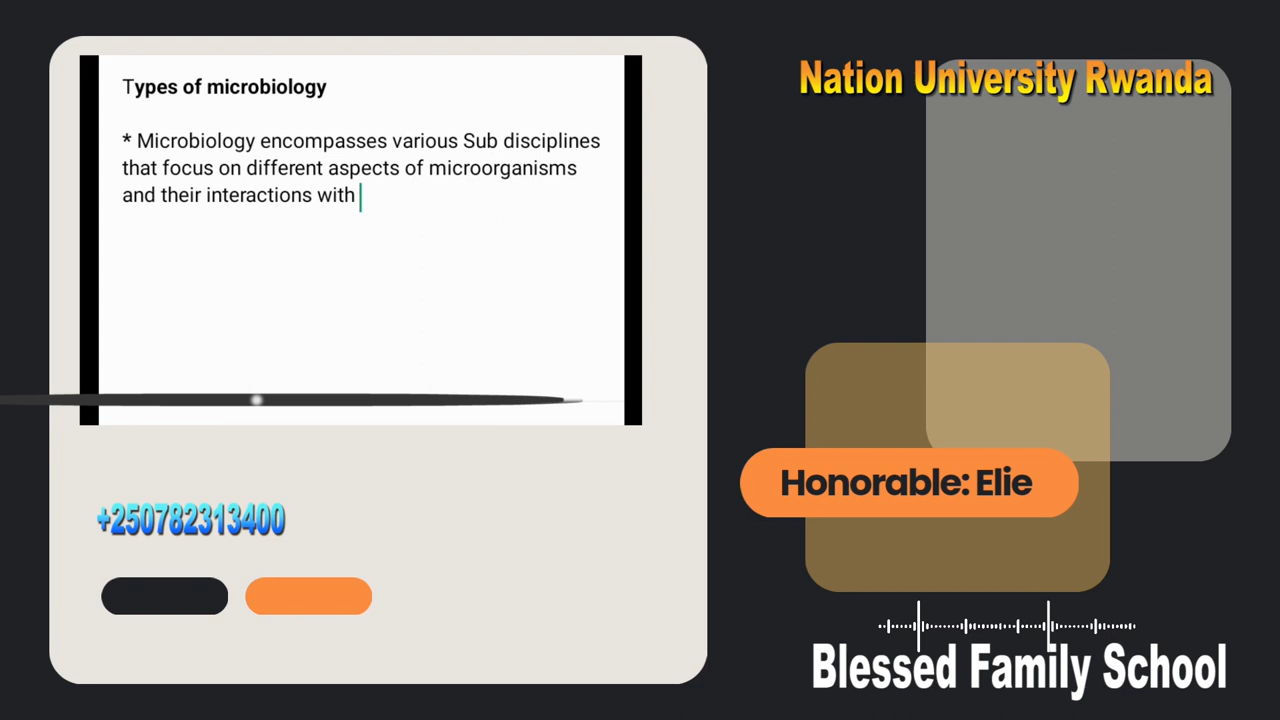 Types of microbiology
* Microbiology encompasses various Sub disciplines
that focus on different aspects of microorganisms
and their interactions with
+250782313400
Nation University Rwanda
Honorable: Elie
Blessed Family School